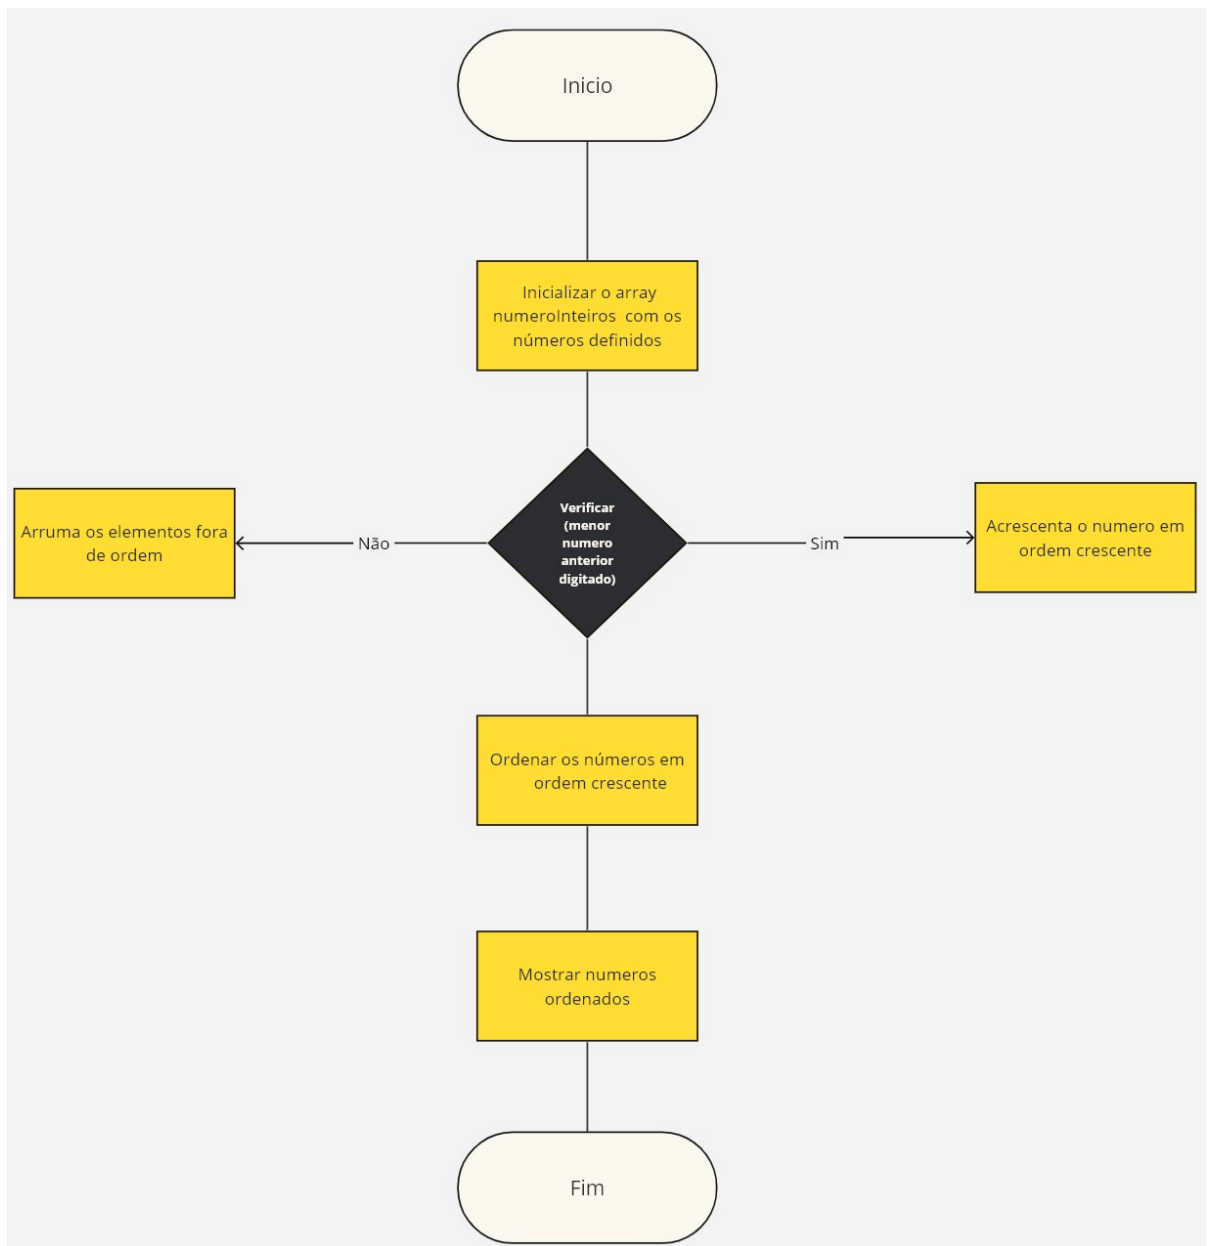 Inicio
Inicializar o array
numeroInteiros  com os
números definidos
Verificar
(menor
numero
anterior
digitado)
Arruma os elementos fora
de ordem
Não
Sim
Acrescenta o numero em
ordem crescente
Ordenar os números em
ordem crescente
Mostrar numeros
ordenados
Fim